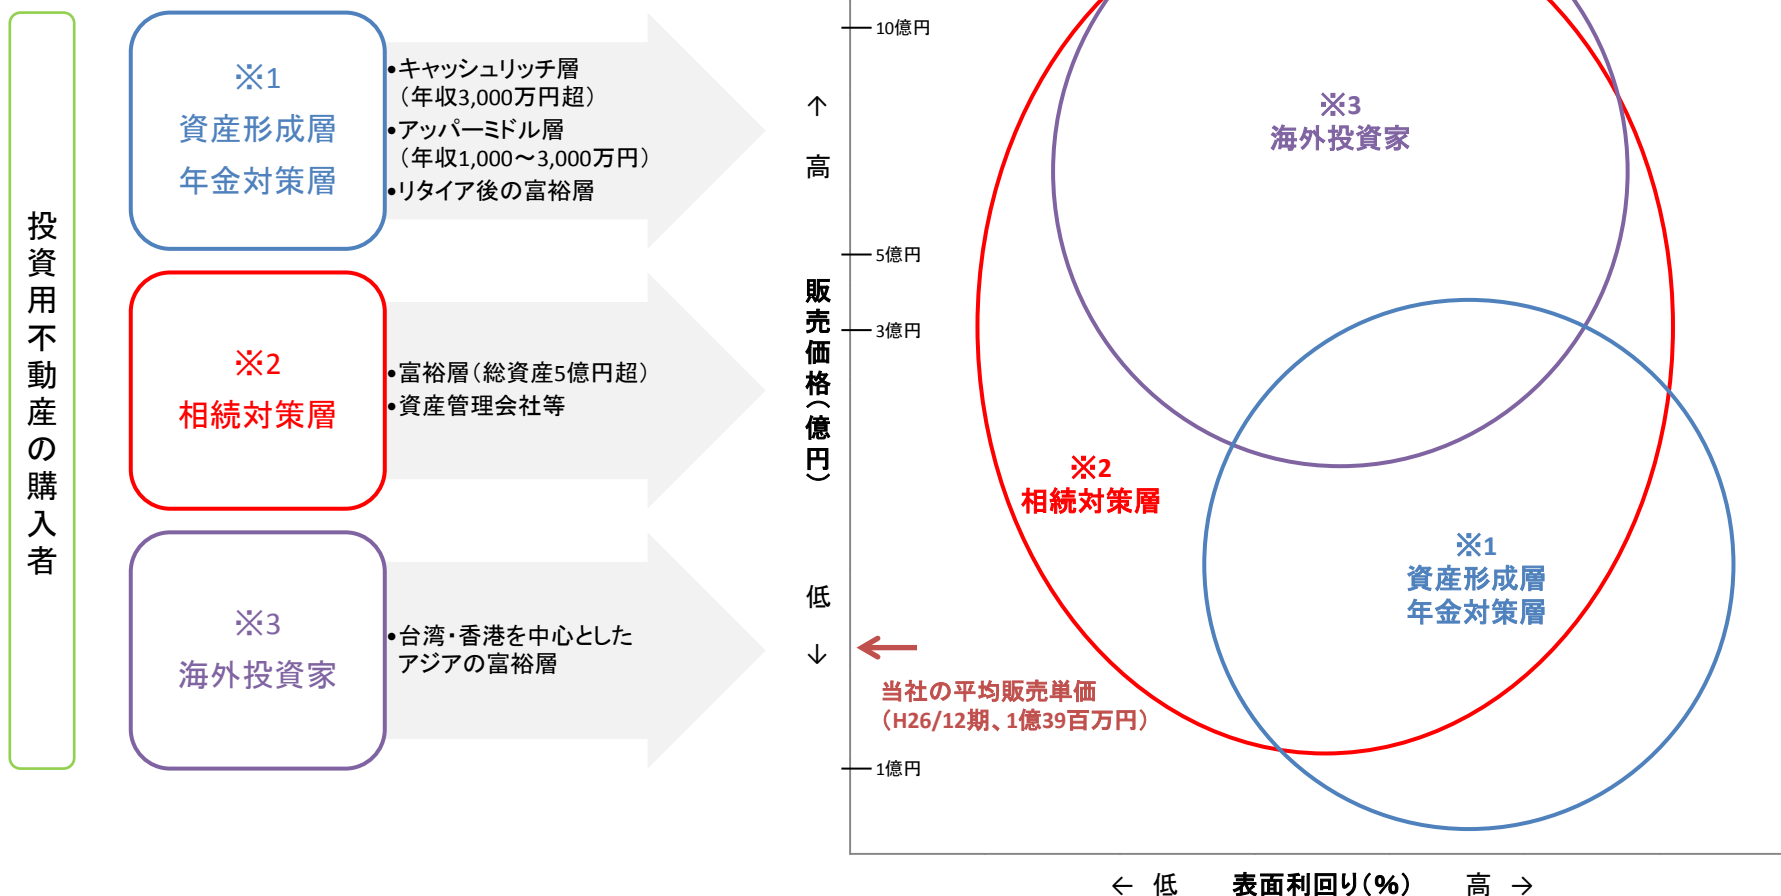 投資用不動産の購入者
※1
資産形成層
年金対策層
•キャッシュリッチ層
（年収3,000万円超）
•アッパーミドル層
（年収1,000～3,000万円）
•リタイア後の富裕層
※2
相続対策層
•富裕層（総資産5億円超）
•資産管理会社等
※3
海外投資家
•台湾・香港を中心とした
アジアの富裕層
↑
高
販売価格（億円）
低
↓
10億円
5億円
3億円
1億円
※3
海外投資家
※2
相続対策層
※1
資産形成層
年金対策層
当社の平均販売単価
（H26/12期、1億39百万円）
← 低 表面利回り（%） 高 →